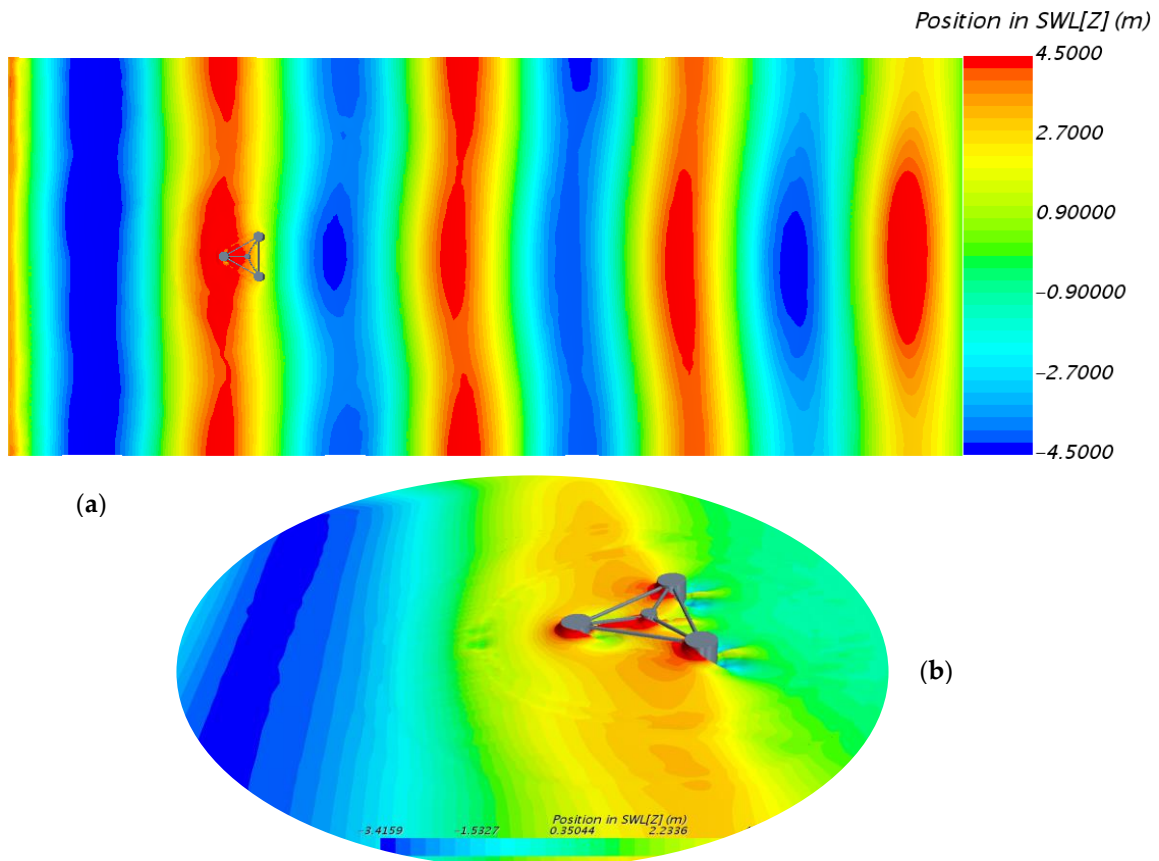 Position in SWL[Z] (m)
4.5000
2.7000
0.90000
−0.90000
−2.7000
−4.5000
(a)
(b)
Position in SWL[Z] (m)
−3.4159 −1.5327 0.35044 2.2336